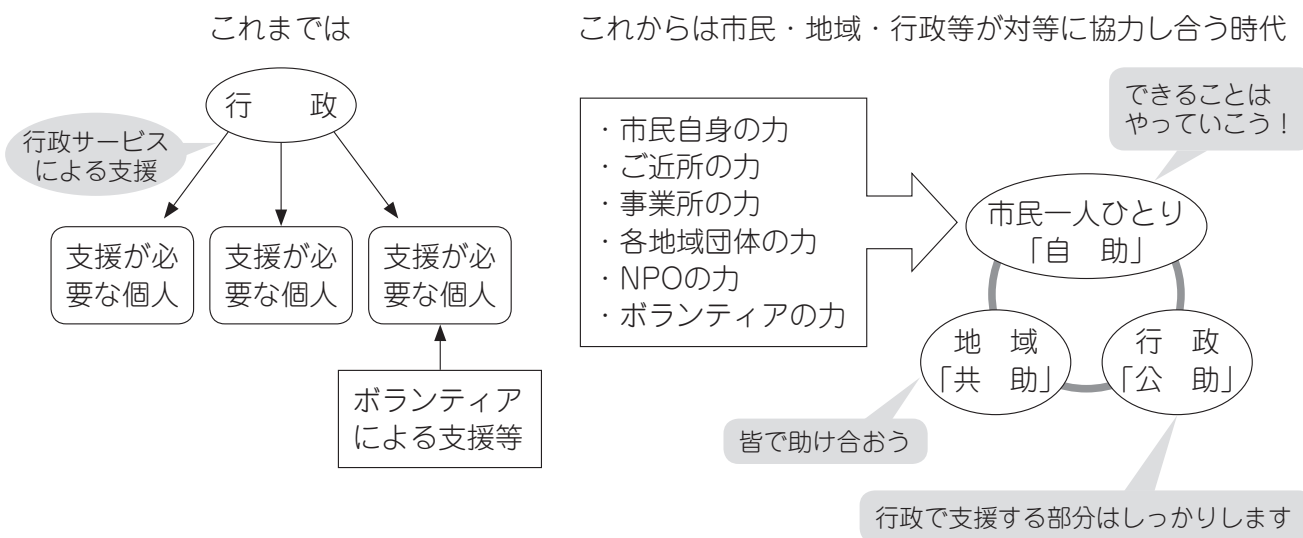 これまでは
行　　政
行政サービス
による支援
支援が必
要な個人
支援が必
要な個人
支援が必
要な個人
ボランティア
による支援等
これからは市民・地域・行政等が対等に協力し合う時代
・市民自身の力
・ご近所の力
・事業所の力
・各地域団体の力
・NPOの力
・ボランティアの力
できることは
やっていこう！
市民一人ひとり
「自　助」
地　域
「共　助」
行　政
「公　助」
皆で助け合おう
行政で支援する部分はしっかりします